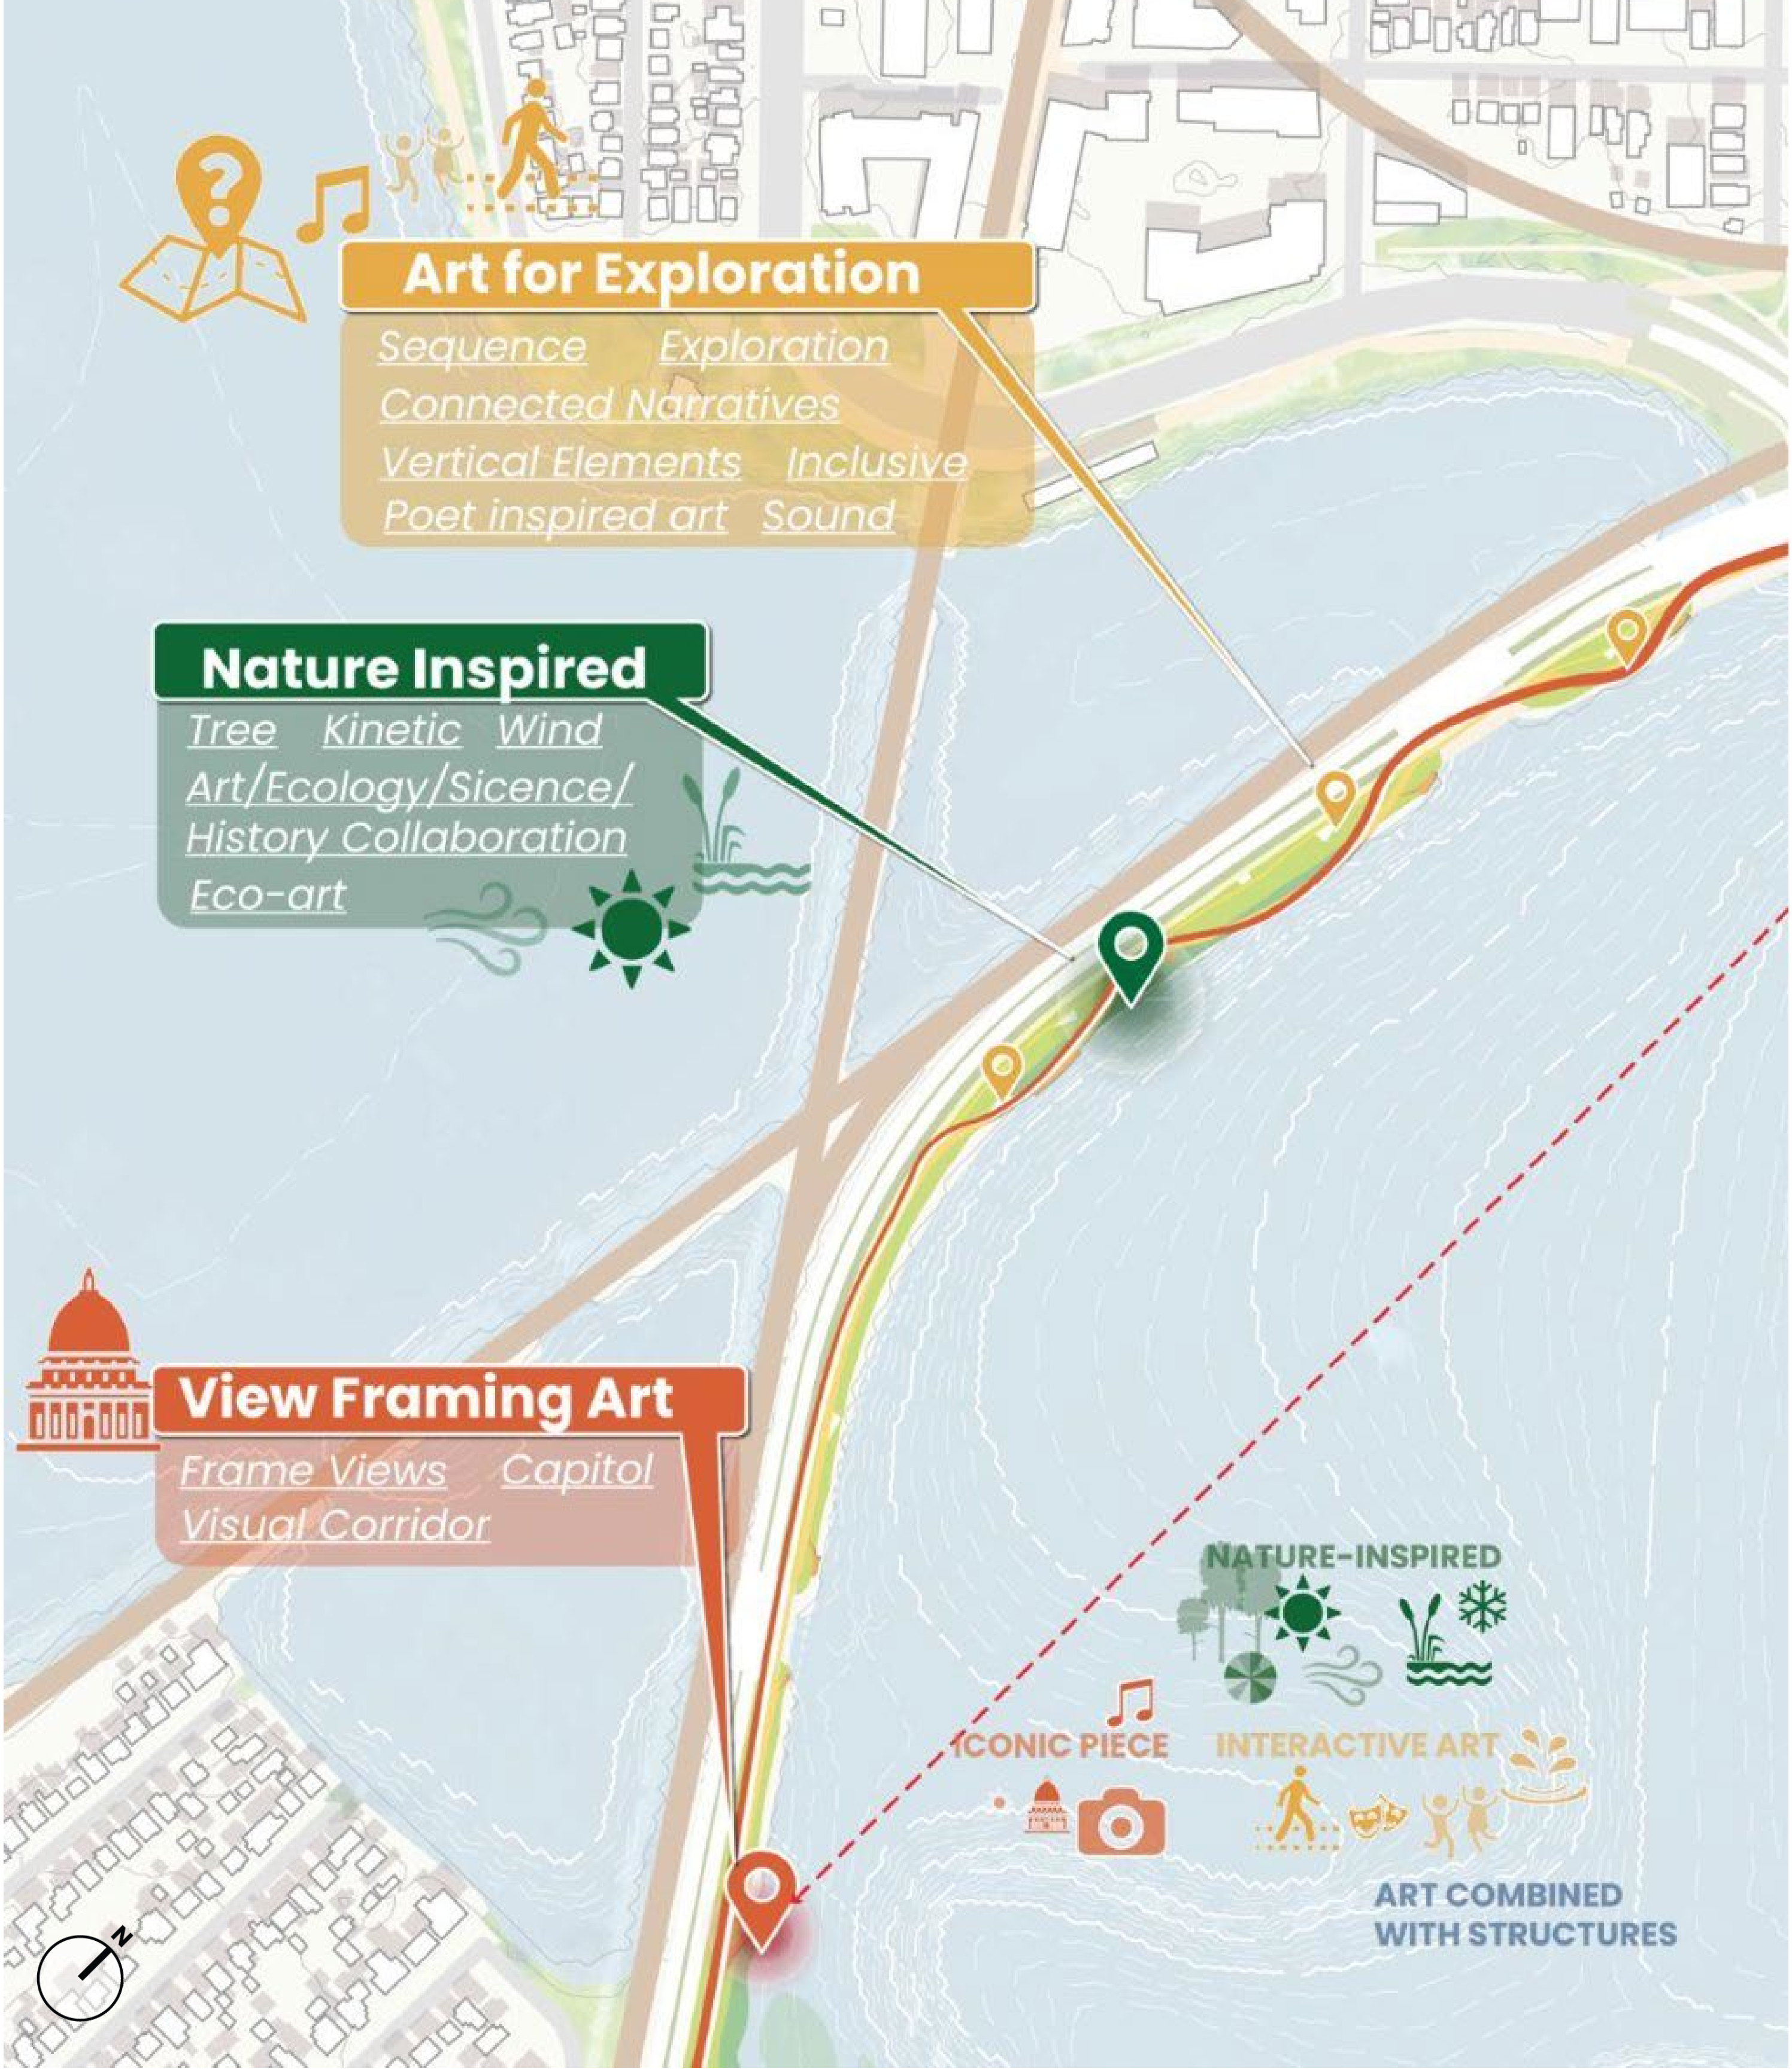 ?
Art for Exploration
Sequence Exploration
Connected Narratives
Vertical Elements Inclusive
Poet inspired art Sound
Nature Inspired
Tree Kinetic Wind
Art/Ecology/Sicence/
History Collaboration
Eco-art
View Framing Art
Frame Views Capitol
Visual Corridor
NATURE-INSPIRED
ICONIC PIECE INTERACTIVE ART
ART COMBINED
WITH STRUCTURES
N